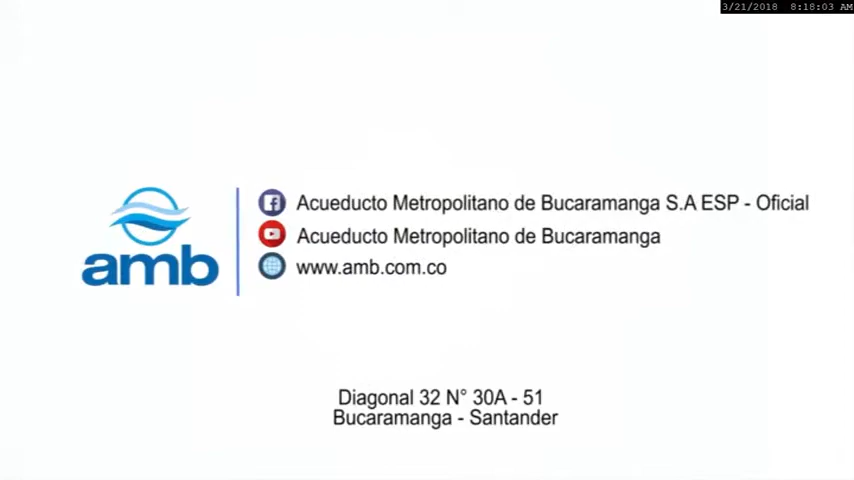 3/21/2018 8:18:03 AM
amb
Acueducto Metropolitano de Bucaramanga S.A ESP - Oficial
Acueducto Metropolitano de Bucaramanga
www.amb.com.co
Diagonal 32 N° 30A - 51
Bucaramanga - Santander